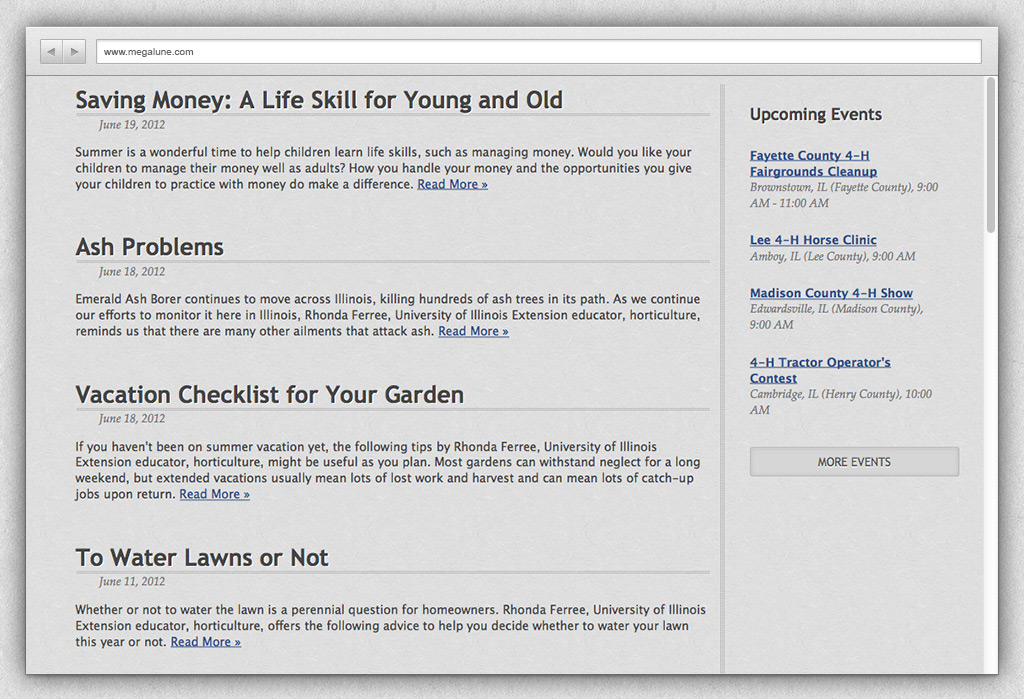 www.megalune.com
Saving Money: A Life Skill for Young and Old
June 19, 2012
Summer is a wonderful time to help children learn life skills, such as managing money. Would you like your
children to manage their money well as adults? How you handle your money and the opportunities you give
your children to practice with money do make a difference. Read More »
Ash Problems
June 18, 2012
Emerald Ash Borer continues to move across Illinois, killing hundreds of ash trees in its path. As we continue
our efforts to monitor it here in Illinois, Rhonda Ferree, University of Illinois Extension educator, horticulture,
reminds us that there are many other ailments that attack ash. Read More »
Vacation Checklist for Your Garden
June 18, 2012
If you haven't been on summer vacation yet, the following tips by Rhonda Ferree, University of Illinois
Extension educator, horticulture, might be useful as you plan. Most gardens can withstand neglect for a long
weekend, but extended vacations usually mean lots of lost work and harvest and can mean lots of catch-up
jobs upon return. Read More »
To Water Lawns or Not
June 11, 2012
Whether or not to water the lawn is a perennial question for homeowners. Rhonda Ferree, University of Illinois
Extension educator, horticulture, offers the following advice to help you decide whether to water your lawn
this year or not. Read More »
Upcoming Events
Fayette County 4-H
Fairgrounds Cleanup
Brownstown, IL (Fayette County), 9:00
AM - 11:00 AM
Lee 4-H Horse Clinic
Amboy, IL (Lee County), 9:00 AM
Madison County 4-H Show
Edwardsville, IL (Madison County),
9:00 AM
4-H Tractor Operator's
Contest
Cambridge, IL (Henry County), 10:00
AM
MORE EVENTS